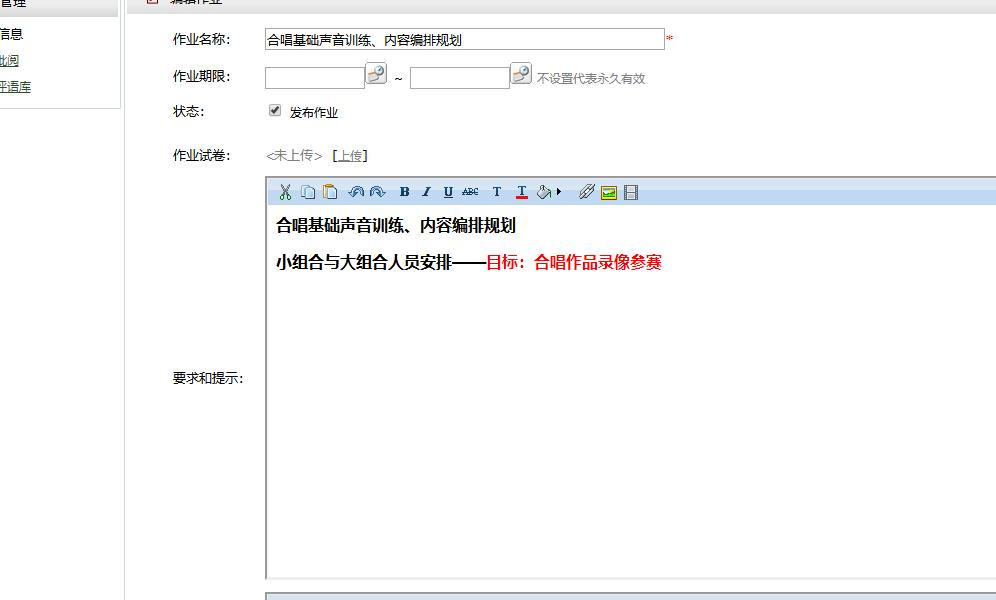 管理
编辑作业
信息
批阅
评语库
作业名称: 合唱基础声音训练、内容编排规划 *
作业期限: ~ 不设置代表永久有效
状态: 发布作业
作业试卷: <未上传> [上传]
B I U ABC T T
合唱基础声音训练、内容编排规划
小组合与大组合人员安排——目标：合唱作品录像参赛
要求和提示: